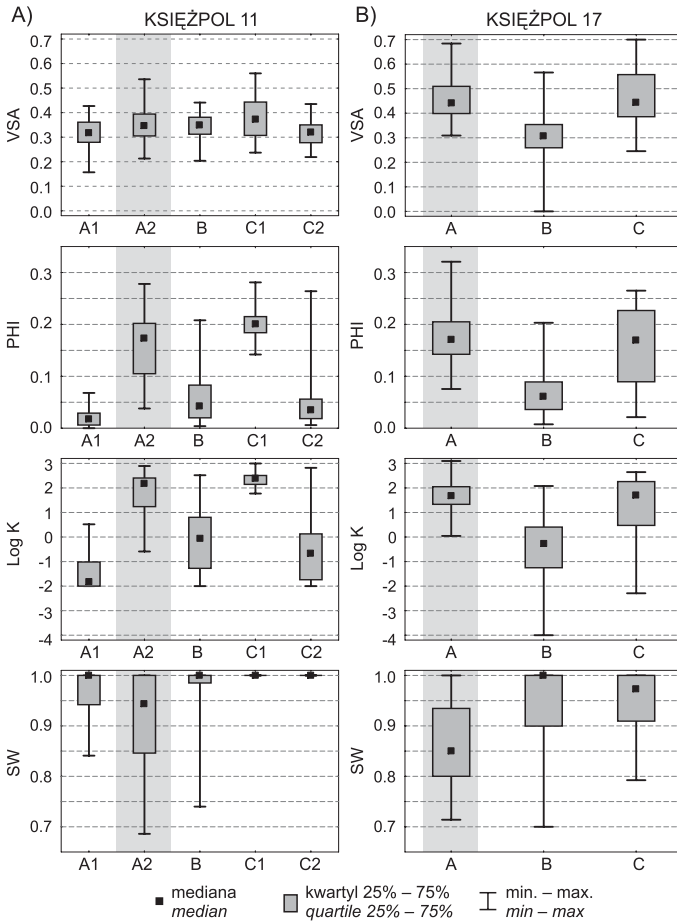 A) KSIĘŻPOL 11
B) KSIĘŻPOL 17
VSA
0.7
0.6
0.5
0.4
0.3
0.2
0.1
0.0
A1 A2 B C1 C2
VSA
0.7
0.6
0.5
0.4
0.3
0.2
0.1
0.0
A B C
PHI
0.3
0.2
0.1
0.0
A1 A2 B C1 C2
PHI
0.3
0.2
0.1
0.0
A B C
Log K
3
2
1
0
-1
-2
-3
-4
A1 A2 B C1 C2
Log K
3
2
1
0
-1
-2
-3
-4
A B C
SW
1.0
0.9
0.8
0.7
A1 A2 B C1 C2
SW
1.0
0.9
0.8
0.7
A B C
mediana
median
kwartyl 25% – 75%
quartile 25% – 75%
min. – max.
min – max